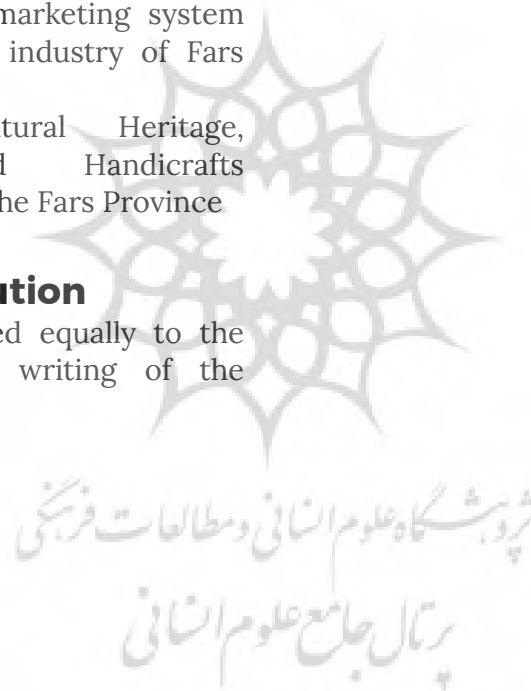 marketing system
industry of Fars
tural Heritage,
d Handicrafts
he Fars Province
ution
ed equally to the
writing of the
پژوهشگاه علوم انسانی و مطالعات فرهنگی
پرتال جامع علوم انسانی